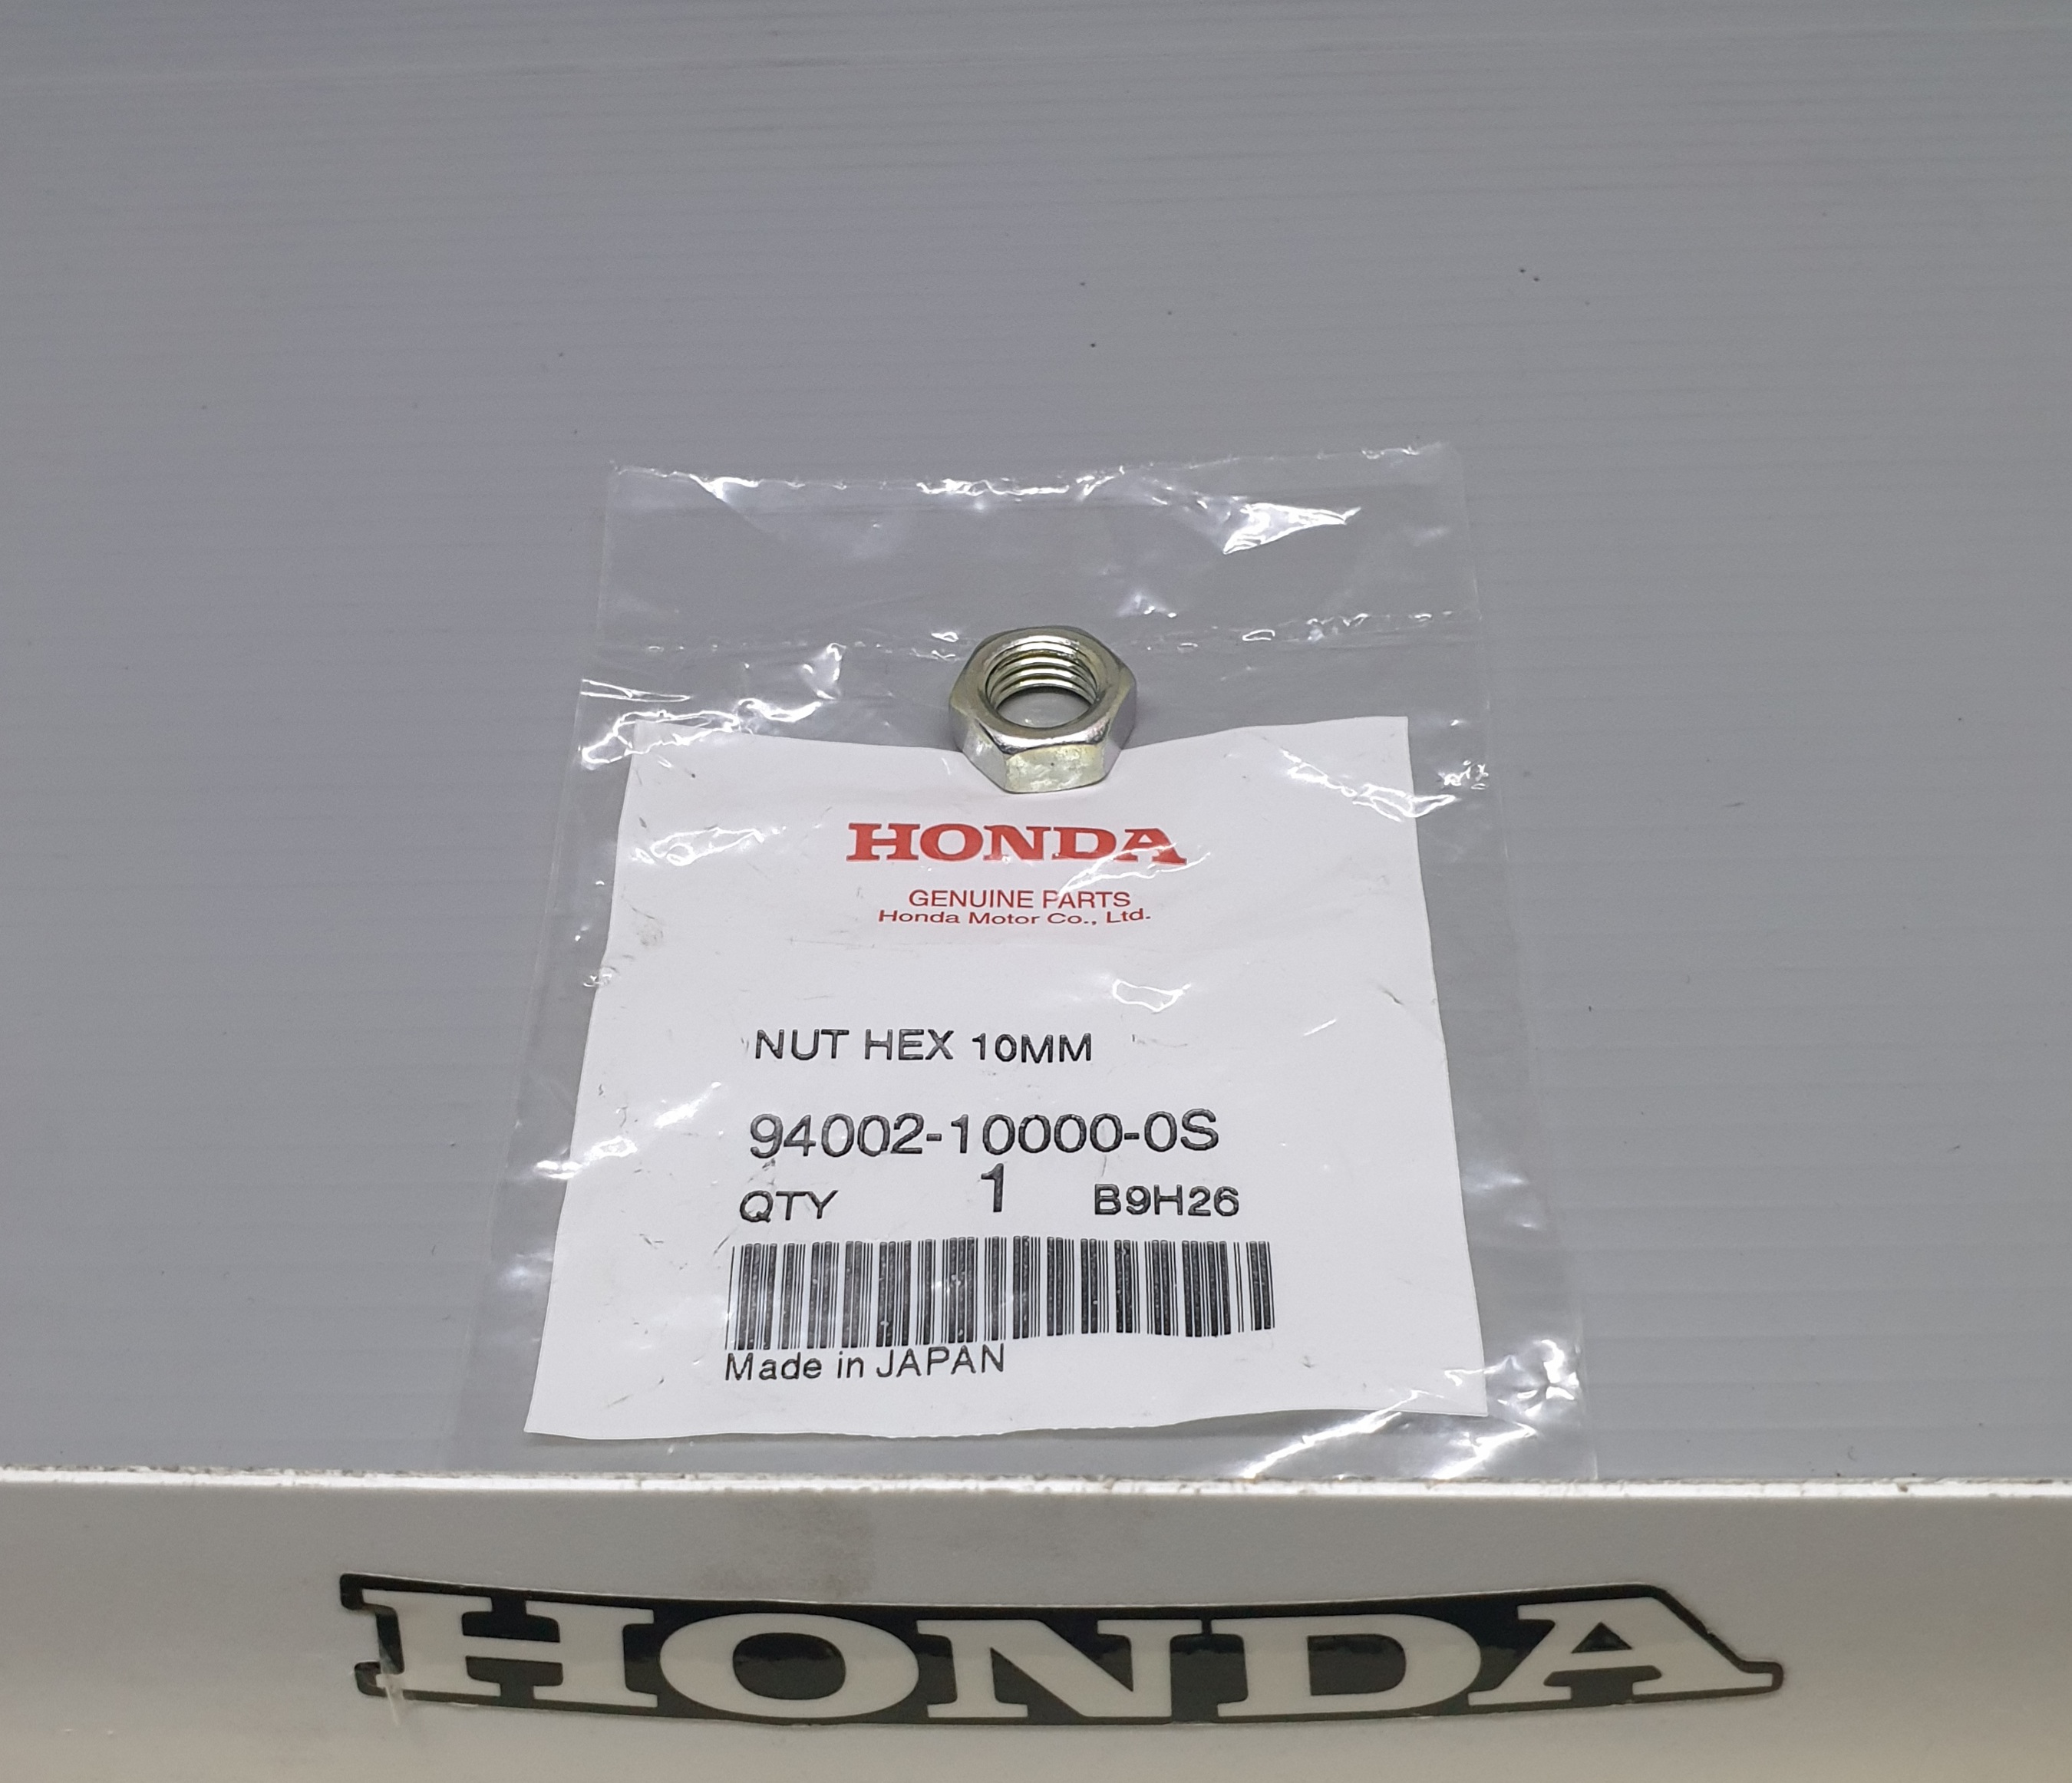 HONDA
GENUINE PARTS
Honda Motor Co., Ltd.
NUT HEX 10MM
94002-10000-0S
QTY 1 B9H26
Made in JAPAN
HONDA